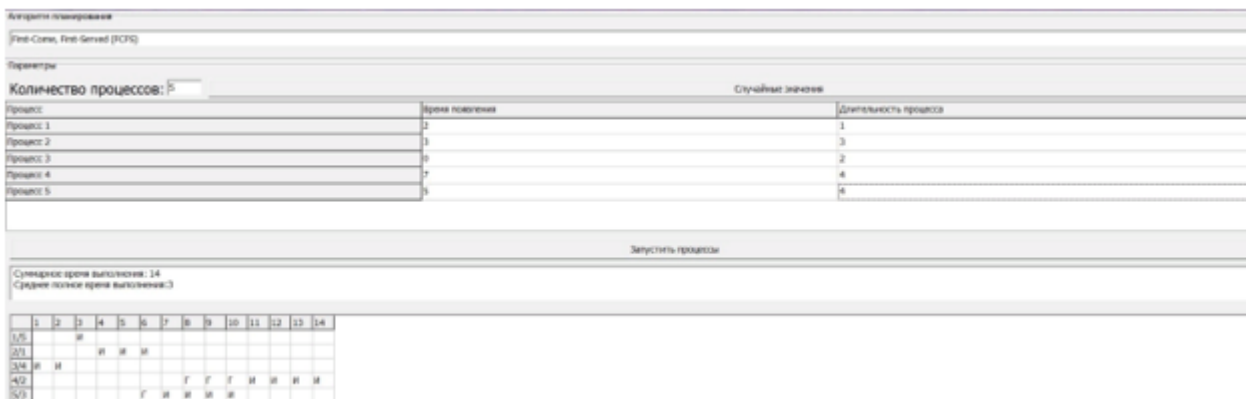 Алгоритм планирования
First-Come, First-Served (FCFS)
Параметры
Количество процессов: 5 Случайные значения
Процесс Время появления Длительность процесса
Процесс 1 2 1
Процесс 2 3 3
Процесс 3 0 2
Процесс 4 7 4
Процесс 5 5 4
Запустить процессы
Суммарное время выполнения: 14
Среднее полное время выполнения:3
1 2 3 4 5 6 7 8 9 10 11 12 13 14
1/5 И
2/1 И И И
3/4 И И
4/2 Г Г Г И И И И
5/3 Г И И И И